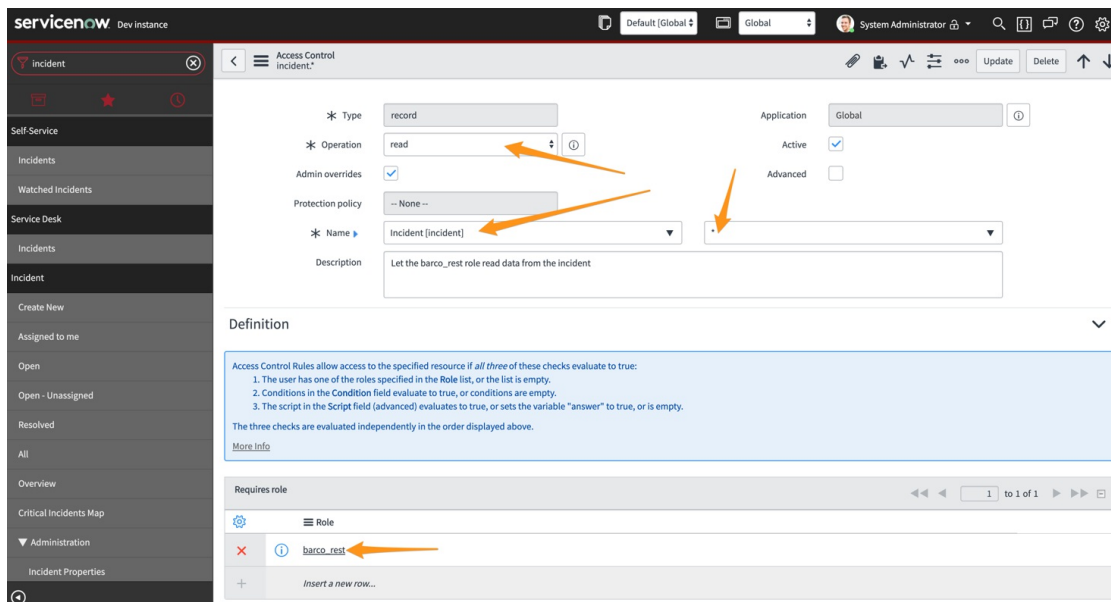 servicenow. Dev instance
Default [Global
Global
System Administrator
incident
Access Control
incident.*
Update
Delete
Self-Service
Incidents
Watched Incidents
Service Desk
Incidents
Incident
Create New
Assigned to me
Open
Open - Unassigned
Resolved
All
Overview
Critical Incidents Map
Administration
Incident Properties
Type
record
Application
Global
Operation
read
Active
Admin overrides
Advanced
Protection policy
-- None --
Name
Incident [incident]
*
Description
Let the barco_rest role read data from the incident
Definition
Access Control Rules allow access to the specified resource if all three of these checks evaluate to true:
1. The user has one of the roles specified in the Role list, or the list is empty.
2. Conditions in the Condition field evaluate to true, or conditions are empty.
3. The script in the Script field (advanced) evaluates to true, or sets the variable "answer" to true, or is empty.
The three checks are evaluated independently in the order displayed above.
More Info
Requires role
1 to 1 of 1
Role
barco_rest
Insert a new row...